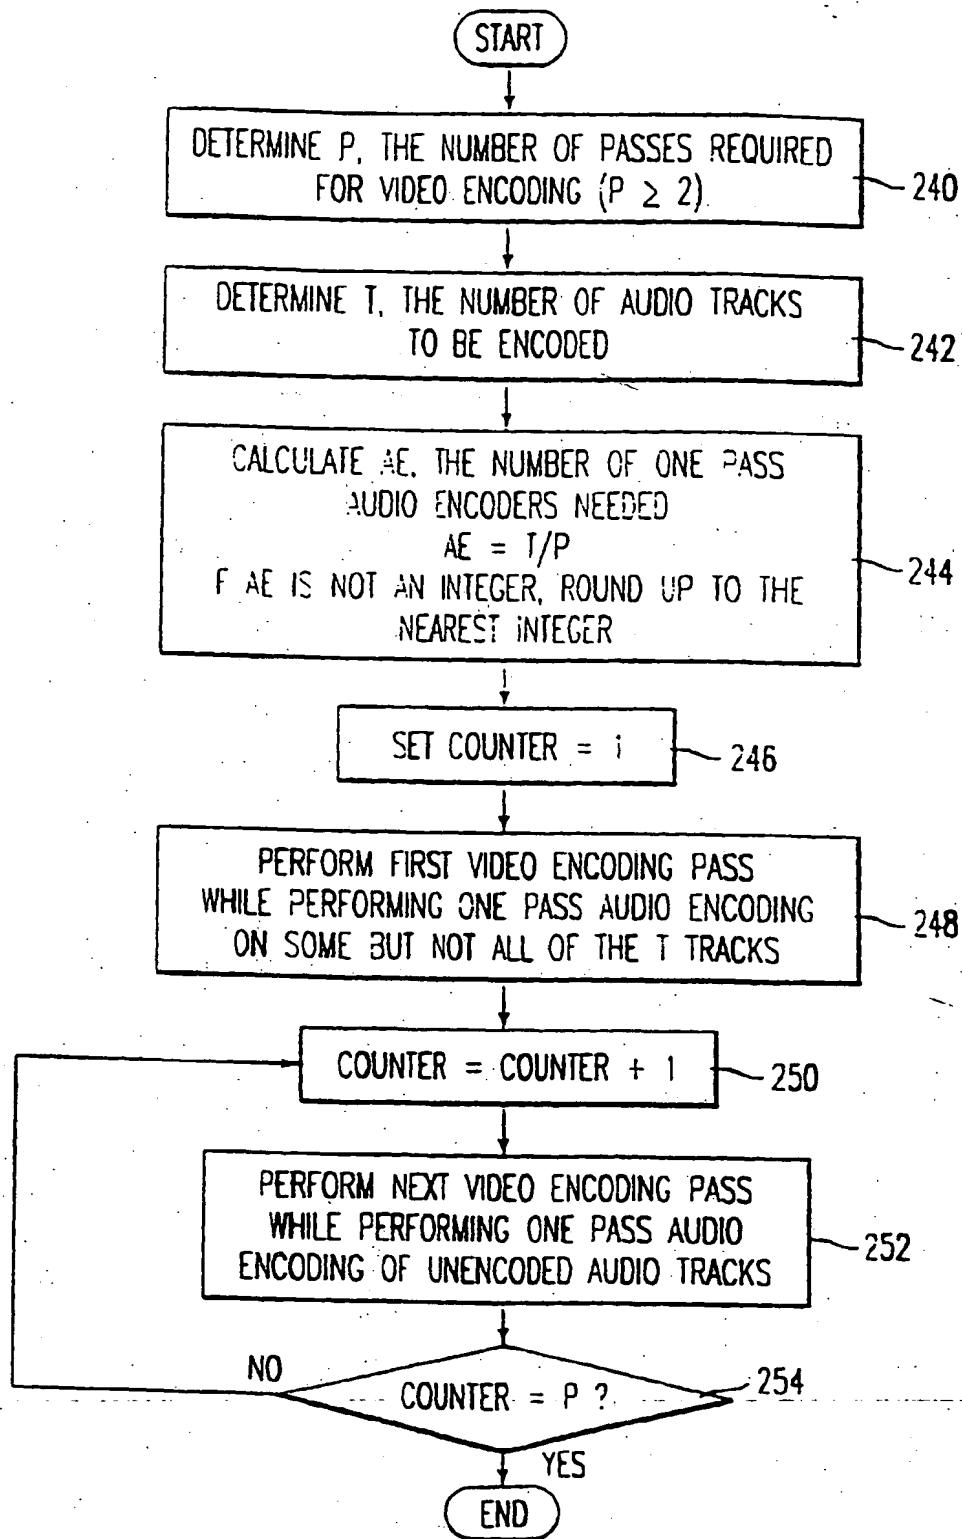 START
DETERMINE P, THE NUMBER OF PASSES REQUIRED
FOR VIDEO ENCODING (P ≥ 2)
240
DETERMINE T, THE NUMBER OF AUDIO TRACKS
TO BE ENCODED
242
CALCULATE AE, THE NUMBER OF ONE PASS
AUDIO ENCODERS NEEDED
AE = T/P
F AE IS NOT AN INTEGER, ROUND UP TO THE
NEAREST INTEGER
244
SET COUNTER = 1
246
PERFORM FIRST VIDEO ENCODING PASS
WHILE PERFORMING ONE PASS AUDIO ENCODING
ON SOME BUT NOT ALL OF THE T TRACKS
248
COUNTER = COUNTER + 1
250
PERFORM NEXT VIDEO ENCODING PASS
WHILE PERFORMING ONE PASS AUDIO
ENCODING OF UNENCODED AUDIO TRACKS
252
NO
COUNTER = P ?
254
YES
END